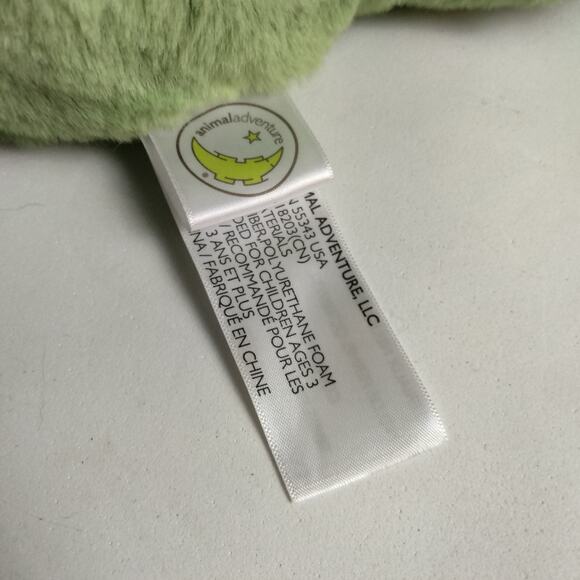 animaladventure
®
MAL ADVENTURE, LLC
N 55343 USA
18203(CN)
TERIALS
IBER,POLYURETHANE FOAM
DED FOR CHILDREN AGES 3
/ RECOMMANDÉ POUR LES
3 ANS ET PLUS
NA / FABRIQUÉ EN CHINE